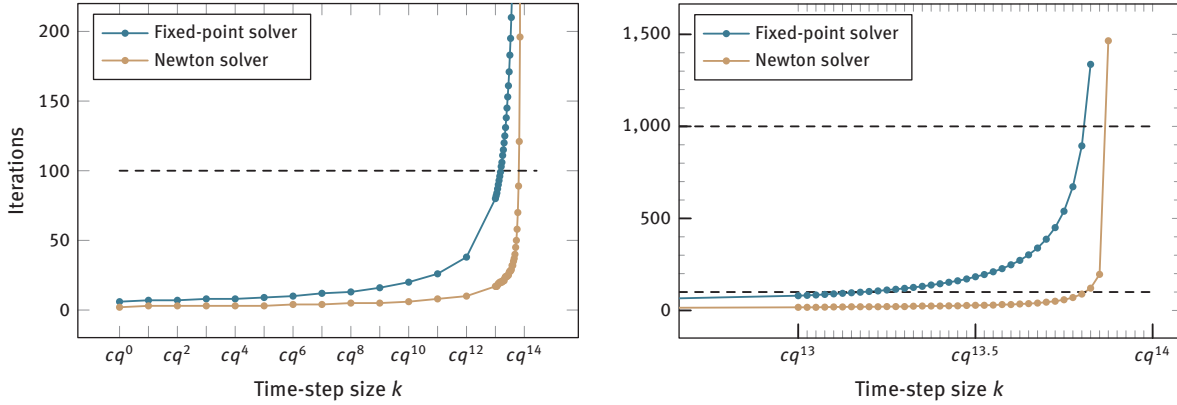 Fixed-point solver
Newton solver
200
150
100
50
0
Iterations
cq⁰ cq² cq⁴ cq⁶ cq⁸ cq¹⁰ cq¹² cq¹⁴
Time-step size k
Fixed-point solver
Newton solver
1,500
1,000
500
100
0
cq¹³ cq¹³·⁵ cq¹⁴
Time-step size k